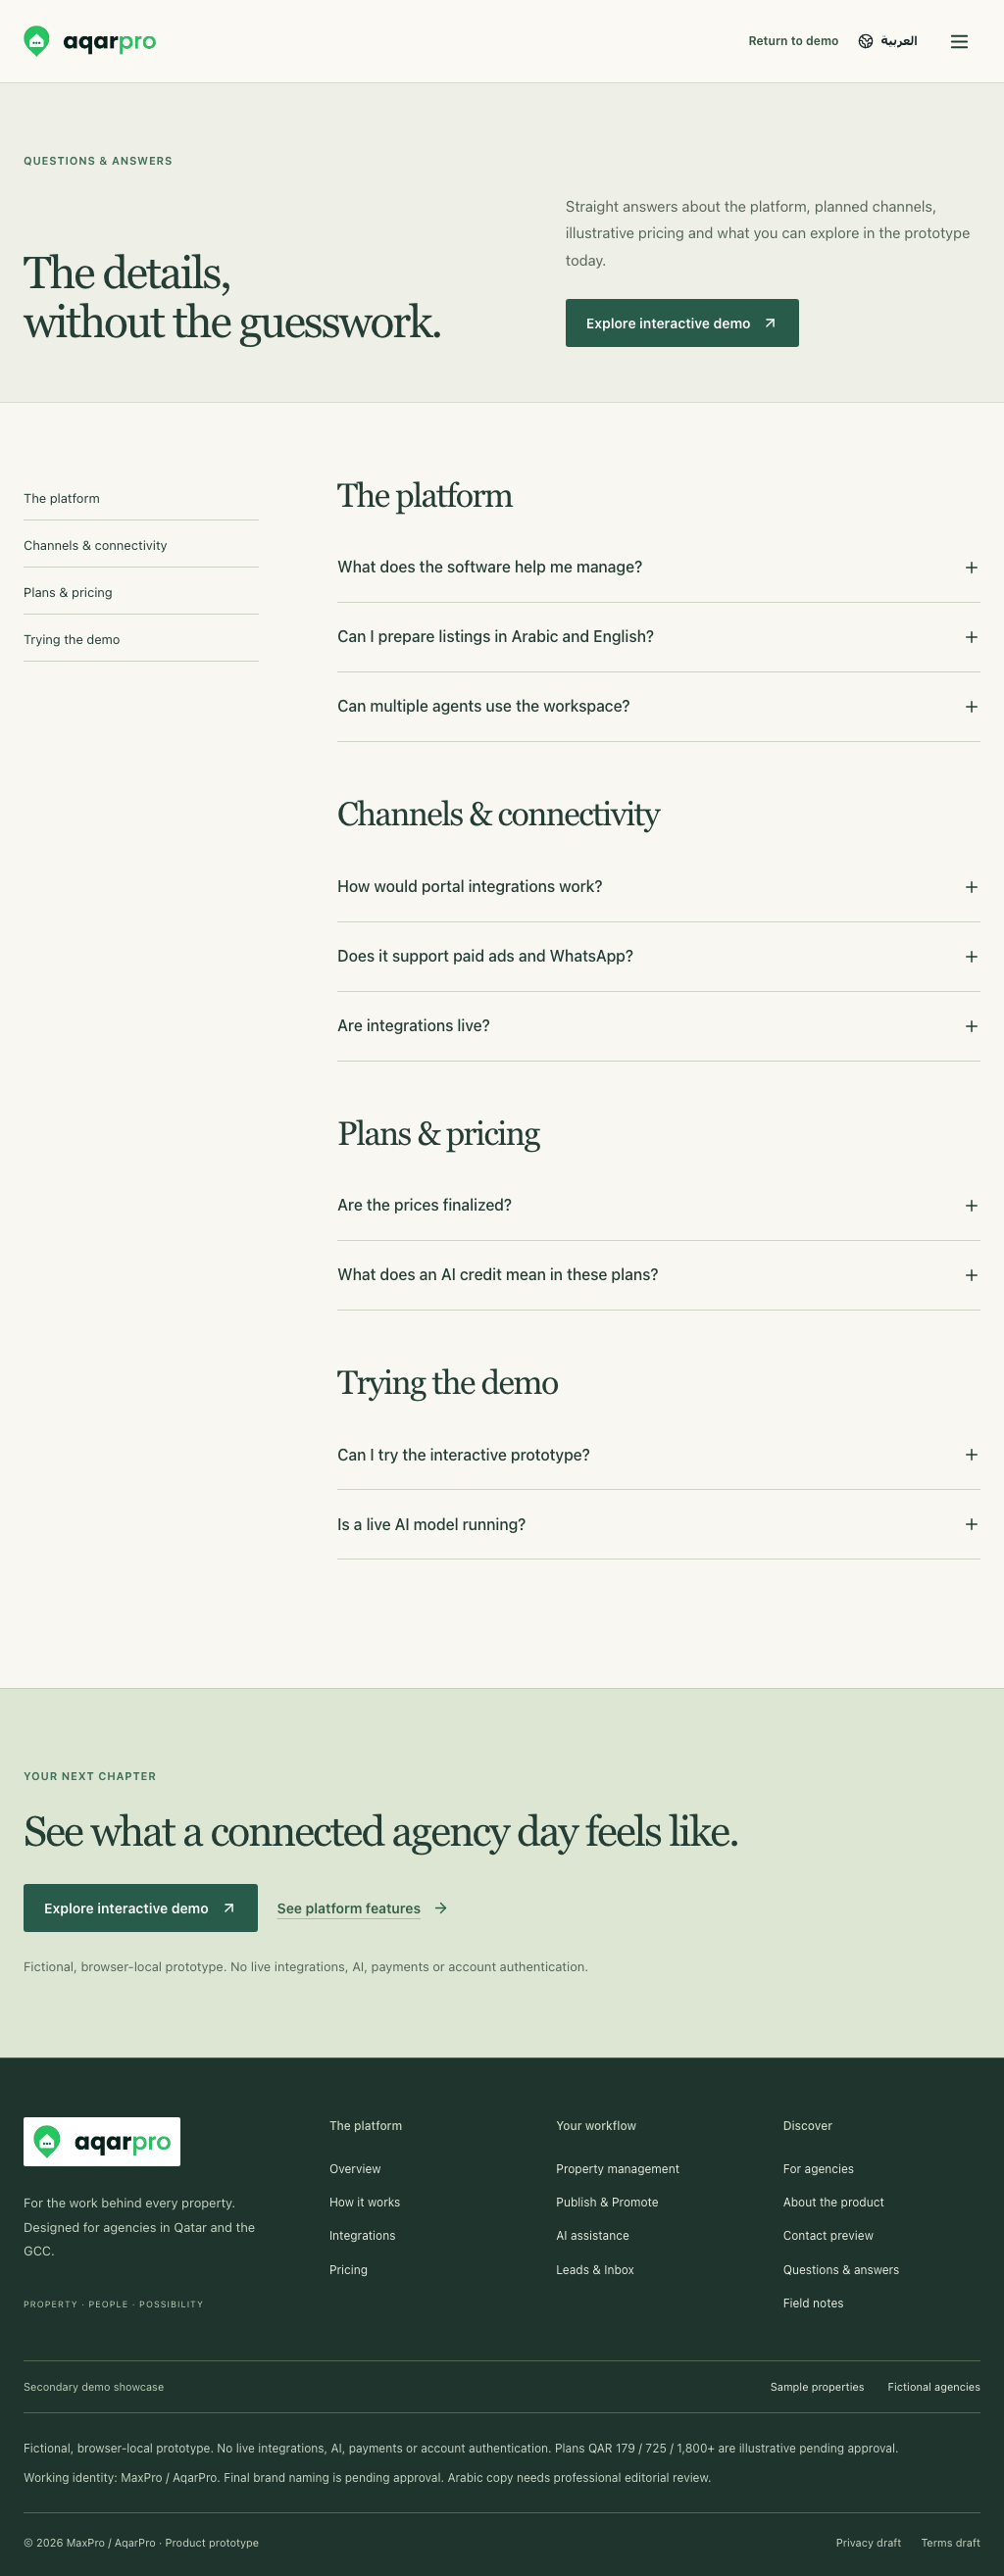 aqarpro
Return to demo
العربية
QUESTIONS & ANSWERS
The details,
without the guesswork.
Straight answers about the platform, planned channels,
illustrative pricing and what you can explore in the prototype
today.
Explore interactive demo
The platform
Channels & connectivity
Plans & pricing
Trying the demo
The platform
What does the software help me manage?
Can I prepare listings in Arabic and English?
Can multiple agents use the workspace?
Channels & connectivity
How would portal integrations work?
Does it support paid ads and WhatsApp?
Are integrations live?
Plans & pricing
Are the prices finalized?
What does an AI credit mean in these plans?
Trying the demo
Can I try the interactive prototype?
Is a live AI model running?
YOUR NEXT CHAPTER
See what a connected agency day feels like.
Explore interactive demo
See platform features
Fictional, browser-local prototype. No live integrations, AI, payments or account authentication.
aqarpro
For the work behind every property.
Designed for agencies in Qatar and the
GCC.
PROPERTY · PEOPLE · POSSIBILITY
The platform
Overview
How it works
Integrations
Pricing
Your workflow
Property management
Publish & Promote
AI assistance
Leads & Inbox
Discover
For agencies
About the product
Contact preview
Questions & answers
Field notes
Secondary demo showcase
Sample properties
Fictional agencies
Fictional, browser-local prototype. No live integrations, AI, payments or account authentication. Plans QAR 179 / 725 / 1,800+ are illustrative pending approval.
Working identity: MaxPro / AqarPro. Final brand naming is pending approval. Arabic copy needs professional editorial review.
© 2026 MaxPro / AqarPro · Product prototype
Privacy draft
Terms draft